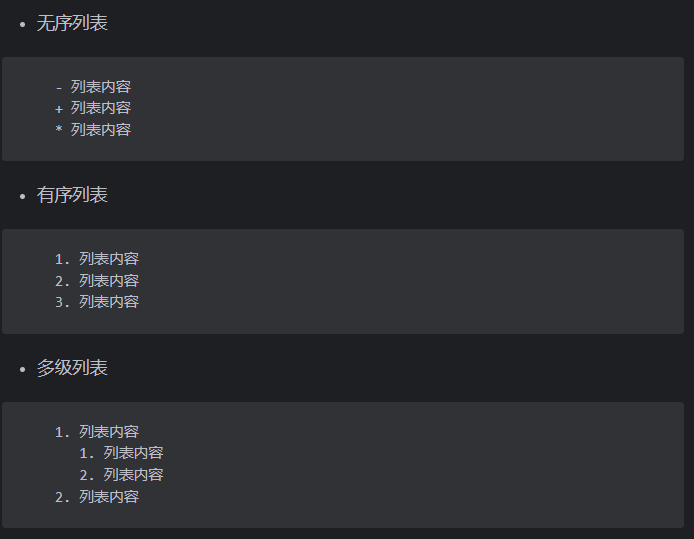 • 无序列表
- 列表内容
+ 列表内容
* 列表内容
• 有序列表
1. 列表内容
2. 列表内容
3. 列表内容
• 多级列表
1. 列表内容
1. 列表内容
2. 列表内容
2. 列表内容